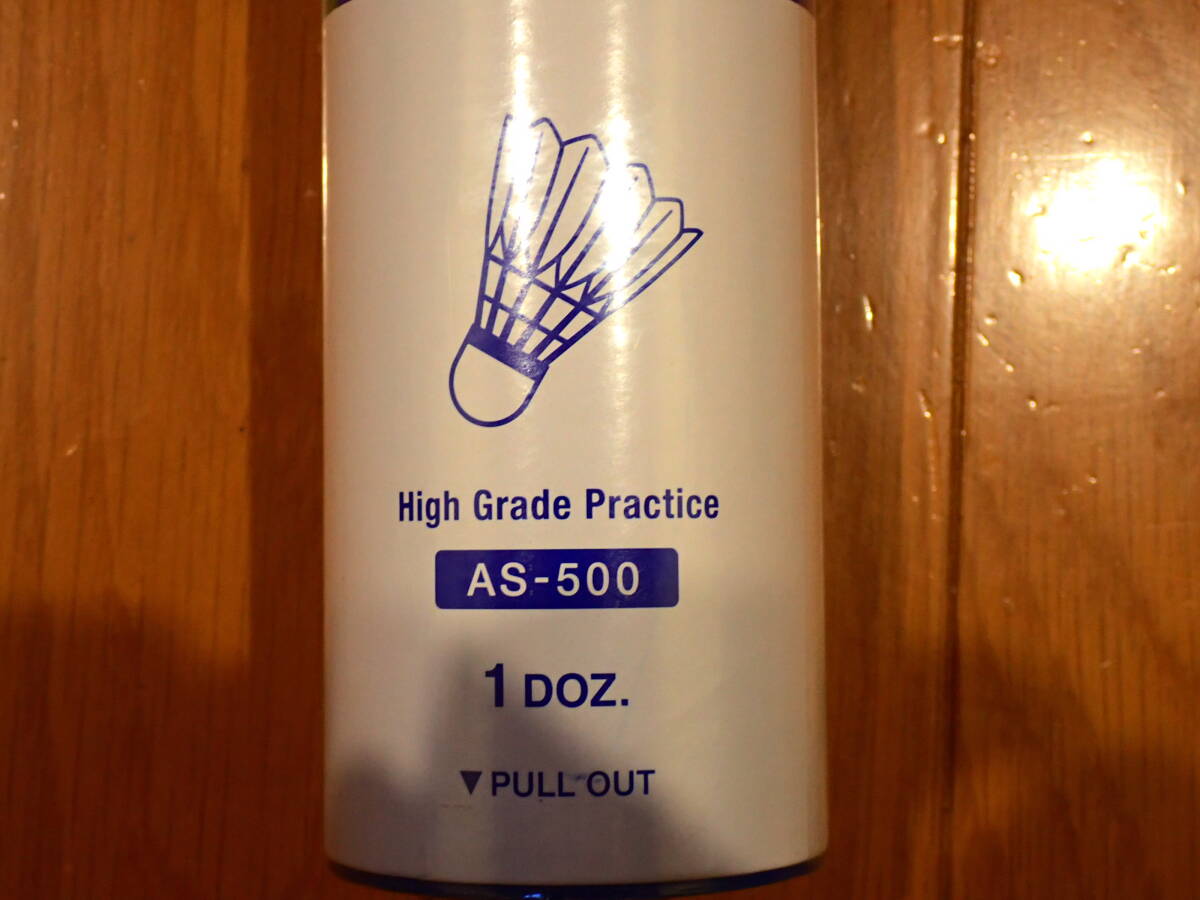 High Grade Practice
AS-500
1 DOZ.
▼PULL OUT